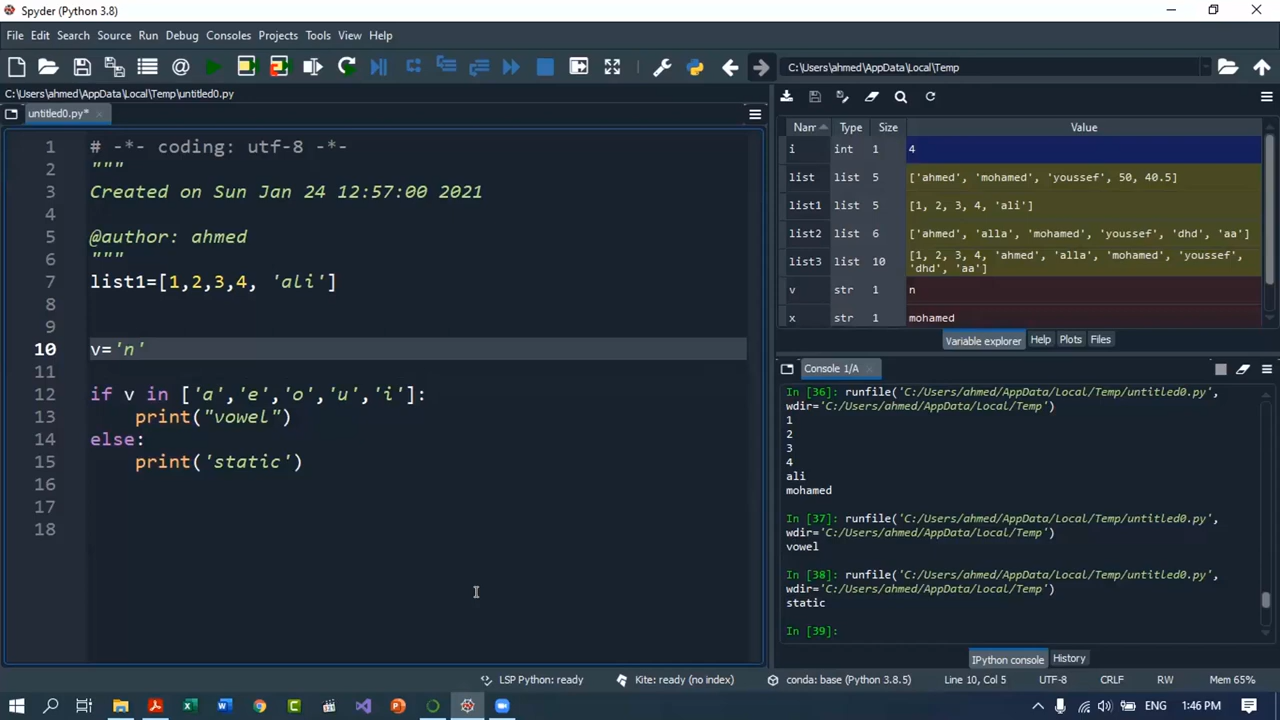 Spyder (Python 3.8)
File Edit Search Source Run Debug Consoles Projects Tools View Help
C:\Users\ahmed\AppData\Local\Temp
C:\Users\ahmed\AppData\Local\Temp\untitled0.py
untitled0.py*
1 # -*- coding: utf-8 -*-
2 """
3 Created on Sun Jan 24 12:57:00 2021
4
5 @author: ahmed
6 """
7 list1=[1,2,3,4, 'ali']
8
9
10 v='n'
11
12 if v in ['a','e','o','u','i']:
13 print("vowel")
14 else:
15 print('static')
16
17
18
Nam Type Size Value
i int 1 4
list list 5 ['ahmed', 'mohamed', 'youssef', 50, 40.5]
list1 list 5 [1, 2, 3, 4, 'ali']
list2 list 6 ['ahmed', 'alla', 'mohamed', 'youssef', 'dhd', 'aa']
list3 list 10 [1, 2, 3, 4, 'ahmed', 'alla', 'mohamed', 'youssef',
'dhd', 'aa']
v str 1 n
x str 1 mohamed
Variable explorer Help Plots Files
Console 1/A
In [36]: runfile('C:/Users/ahmed/AppData/Local/Temp/untitled0.py',
wdir='C:/Users/ahmed/AppData/Local/Temp')
1
2
3
4
ali
mohamed
In [37]: runfile('C:/Users/ahmed/AppData/Local/Temp/untitled0.py',
wdir='C:/Users/ahmed/AppData/Local/Temp')
vowel
In [38]: runfile('C:/Users/ahmed/AppData/Local/Temp/untitled0.py',
wdir='C:/Users/ahmed/AppData/Local/Temp')
static
In [39]:
IPython console History
LSP Python: ready Kite: ready (no index) conda: base (Python 3.8.5) Line 10, Col 5 UTF-8 CRLF RW Mem 65%
ENG 1:46 PM